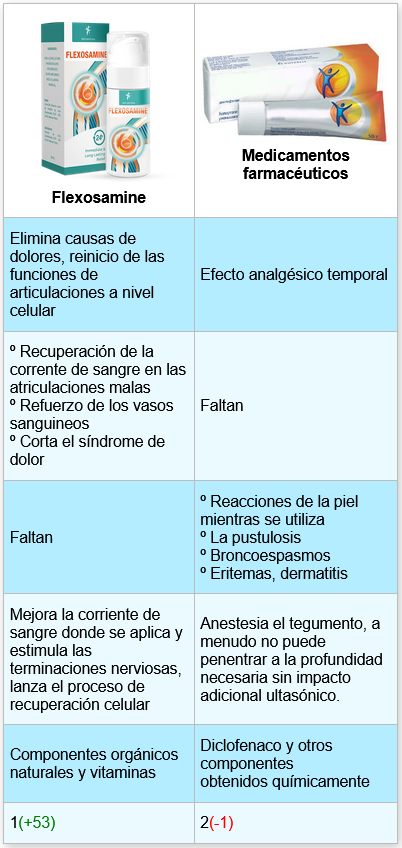 FLEXOSAMINE
FLEXOSAMINE
24
Flexosamine
Medicamentos
farmacéuticos
Elimina causas de
dolores, reinicio de las
funciones de
articulaciones a nivel
celular
Efecto analgésico temporal
º Recuperación de la
corrente de sangre en las
atriculaciones malas
º Refuerzo de los vasos
sanguineos
º Corta el síndrome de
dolor
Faltan
Faltan
º Reacciones de la piel
mientras se utiliza
º La pustulosis
º Broncoespasmos
º Eritemas, dermatitis
Mejora la corriente de
sangre donde se aplica y
estimula las
terminaciones nerviosas,
lanza el proceso de
recuperación celular
Anestesia el tegumento, a
menudo no puede
penentrar a la profundidad
necesaria sin impacto
adicional ultasónico.
Componentes orgánicos
naturales y vitaminas
Diclofenaco y otros
componentes
obtenidos químicamente
1(+53)
2(-1)